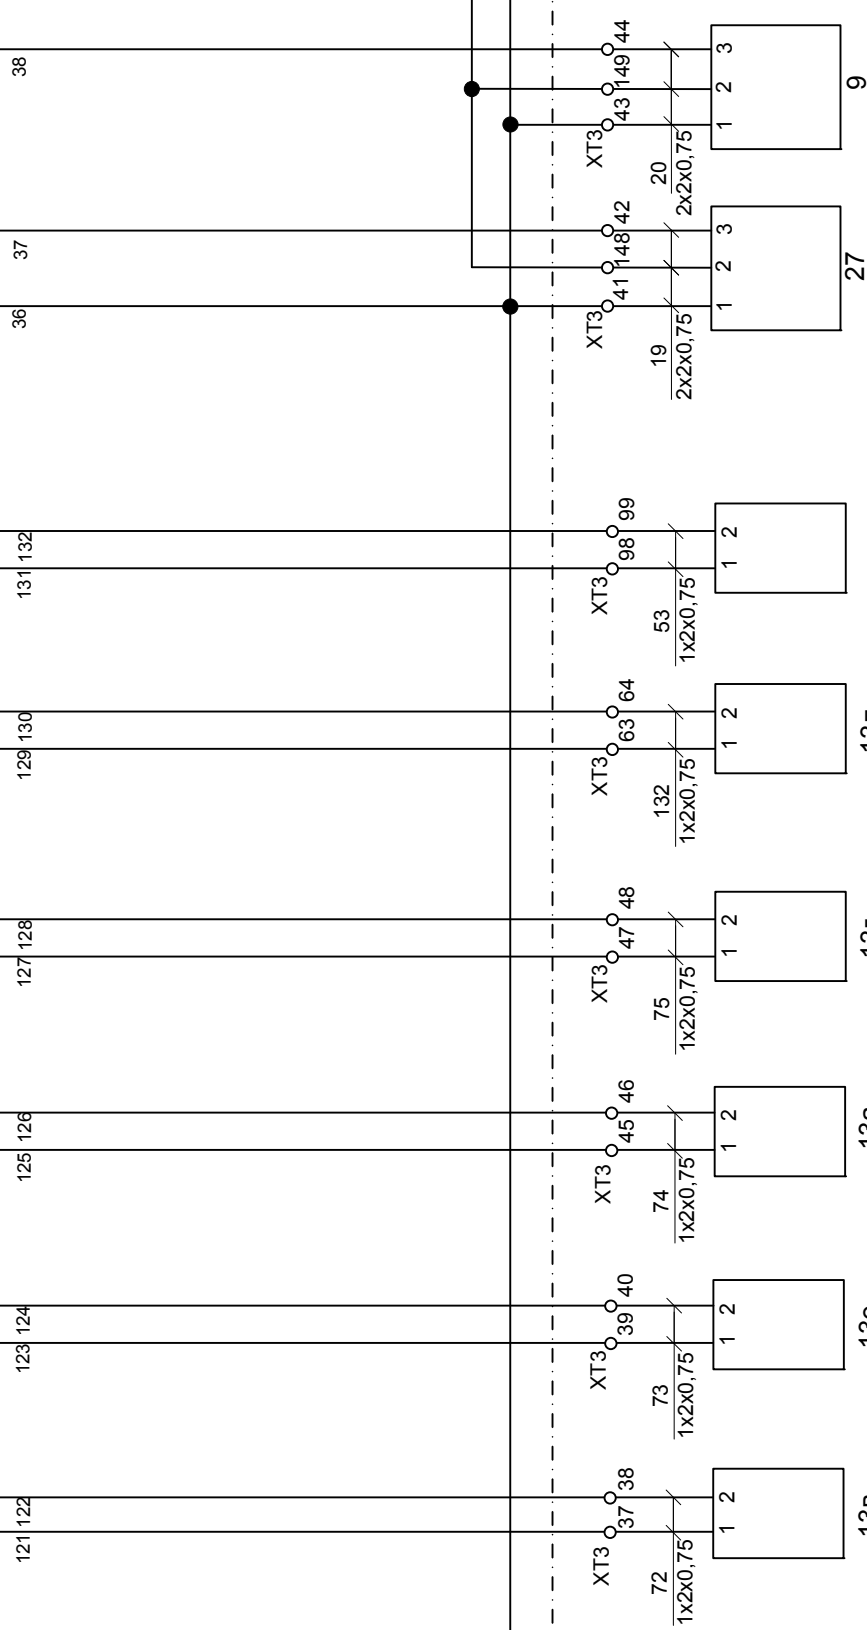 121 122 123 124 125 126 127 128 129 130 131 132 36 37 38
XT3 37 38
72
1x2x0,75
1 2
XT3 39 40
73
1x2x0,75
1 2
XT3 45 46
74
1x2x0,75
1 2
XT3 47 48
75
1x2x0,75
1 2
XT3 63 64
132
1x2x0,75
1 2
XT3 98 99
53
1x2x0,75
1 2
XT3 41 148 42
19
2x2x0,75
1 2 3
27
XT3 43 149 44
20
2x2x0,75
1 2 3
9